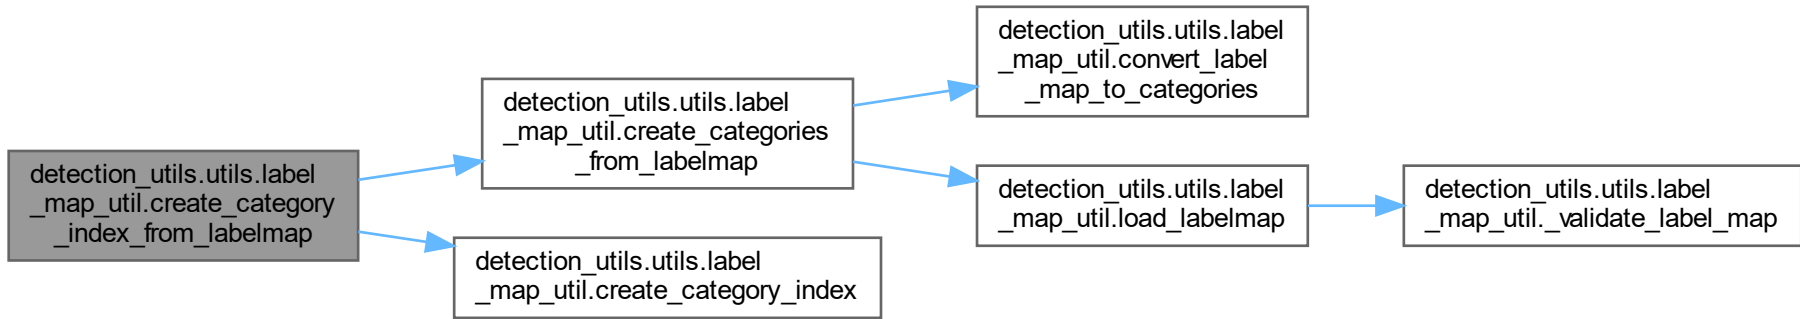 detection_utils.utils.label
_map_util.create_category
_index_from_labelmap
detection_utils.utils.label
_map_util.create_categories
_from_labelmap
detection_utils.utils.label
_map_util.convert_label
_map_to_categories
detection_utils.utils.label
_map_util.load_labelmap
detection_utils.utils.label
_map_util._validate_label_map
detection_utils.utils.label
_map_util.create_category_index